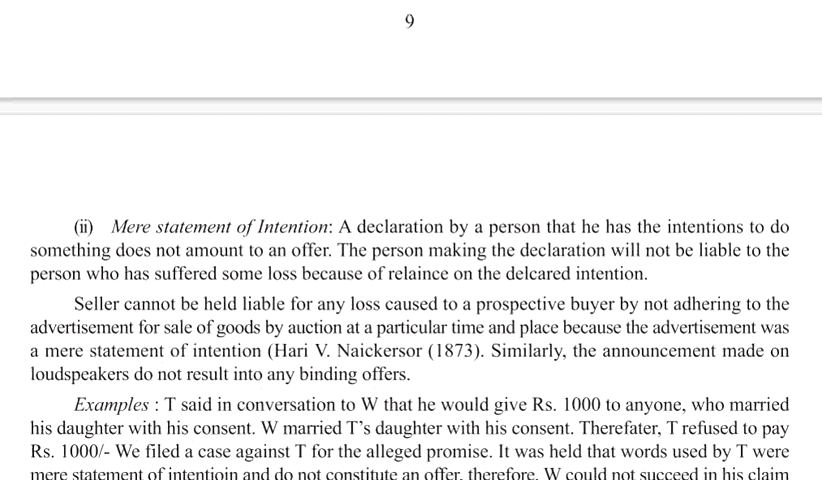 9
(ii) Mere statement of Intention: A declaration by a person that he has the intentions to do
something does not amount to an offer. The person making the declaration will not be liable to the
person who has suffered some loss because of relaince on the delcared intention.
Seller cannot be held liable for any loss caused to a prospective buyer by not adhering to the
advertisement for sale of goods by auction at a particular time and place because the advertisement was
a mere statement of intention (Hari V. Naickersor (1873). Similarly, the announcement made on
loudspeakers do not result into any binding offers.
Examples : T said in conversation to W that he would give Rs. 1000 to anyone, who married
his daughter with his consent. W married T's daughter with his consent. Therefater, T refused to pay
Rs. 1000/- We filed a case against T for the alleged promise. It was held that words used by T were
mere statement of intentioin and do not constitute an offer, therefore, W could not succeed in his claim